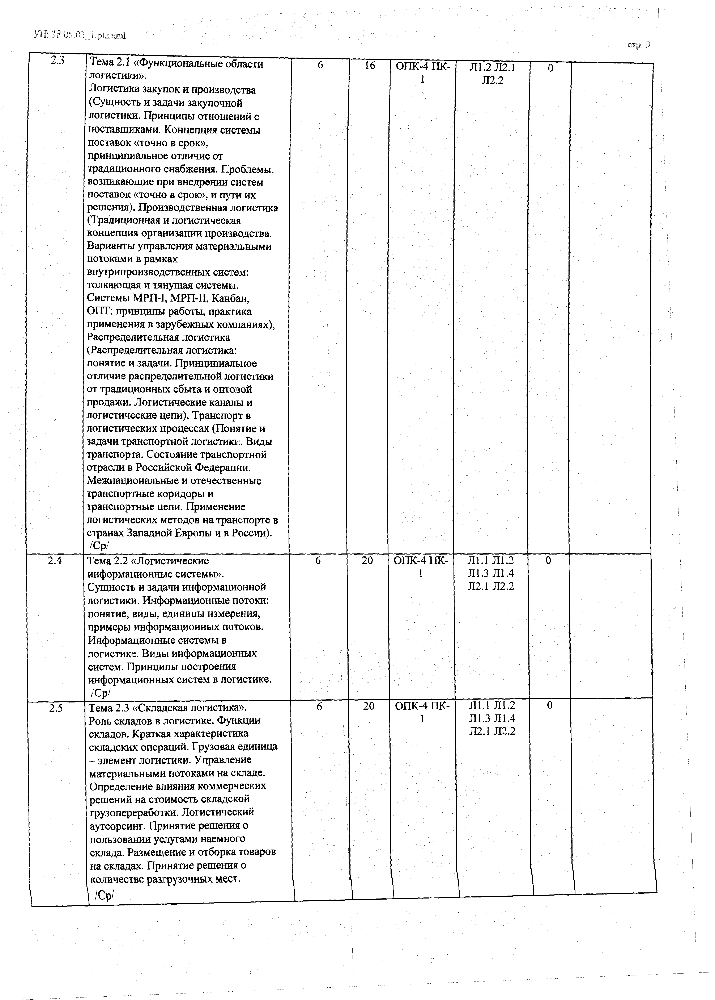 УП: 38.05.02_1.plz.xml
стр. 9
2.3
Тема 2.1 «Функциональные области
логистики».
Логистика закупок и производства
(Сущность и задачи закупочной
логистики. Принципы отношений с
поставщиками. Концепция системы
поставок «точно в срок»,
принципиальное отличие от
традиционного снабжения. Проблемы,
возникающие при внедрении систем
поставок «точно в срок», и пути их
решения), Производственная логистика
(Традиционная и логистическая
концепция организации производства.
Варианты управления материальными
потоками в рамках
внутрипроизводственных систем:
толкающая и тянущая системы.
Системы МРП-I, МРП-II, Канбан,
ОПТ: принципы работы, практика
применения в зарубежных компаниях),
Распределительная логистика
(Распределительная логистика:
понятие и задачи. Принципиальное
отличие распределительной логистики
от традиционных сбыта и оптовой
продажи. Логистические каналы и
логистические цепи), Транспорт в
логистических процессах (Понятие и
задачи транспортной логистики. Виды
транспорта. Состояние транспортной
отрасли в Российской Федерации.
Межнациональные и отечественные
транспортные коридоры и
транспортные цепи. Применение
логистических методов на транспорте в
странах Западной Европы и в России).
/Ср/
6
16
ОПК-4 ПК-
1
Л1.2 Л2.1
Л2.2
0
2.4
Тема 2.2 «Логистические
информационные системы».
Сущность и задачи информационной
логистики. Информационные потоки:
понятие, виды, единицы измерения,
примеры информационных потоков.
Информационные системы в
логистике. Виды информационных
систем. Принципы построения
информационных систем в логистике.
/Ср/
6
20
ОПК-4 ПК-
1
Л1.1 Л1.2
Л1.3 Л1.4
Л2.1 Л2.2
0
2.5
Тема 2.3 «Складская логистика».
Роль складов в логистике. Функции
складов. Краткая характеристика
складских операций. Грузовая единица
– элемент логистики. Управление
материальными потоками на складе.
Определение влияния коммерческих
решений на стоимость складской
грузопереработки. Логистический
аутсорсинг. Принятие решения о
пользовании услугами наемного
склада. Размещение и отборка товаров
на складах. Принятие решения о
количестве разгрузочных мест.
/Ср/
6
20
ОПК-4 ПК-
1
Л1.1 Л1.2
Л1.3 Л1.4
Л2.1 Л2.2
0